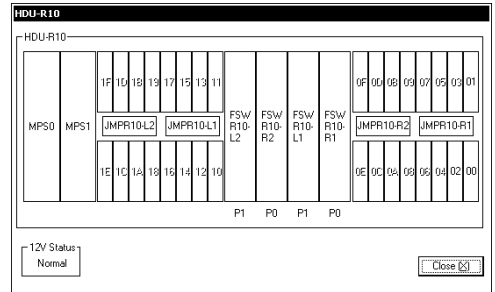 HDU-R10
HDU-R10
1F 1D 1B 19 17 15 13 11
0F 0D 0B 09 07 05 03 01
MPS0 MPS1 JMPR10-L2 JMPR10-L1
FSW R10- L2
FSW R10- R2
FSW R10- L1
FSW R10- R1
JMPR10-R2 JMPR10-R1
1E 1C 1A 18 16 14 12 10
0E 0C 0A 08 06 04 02 00
P1 P0 P1 P0
12V Status
Normal
Close (X)